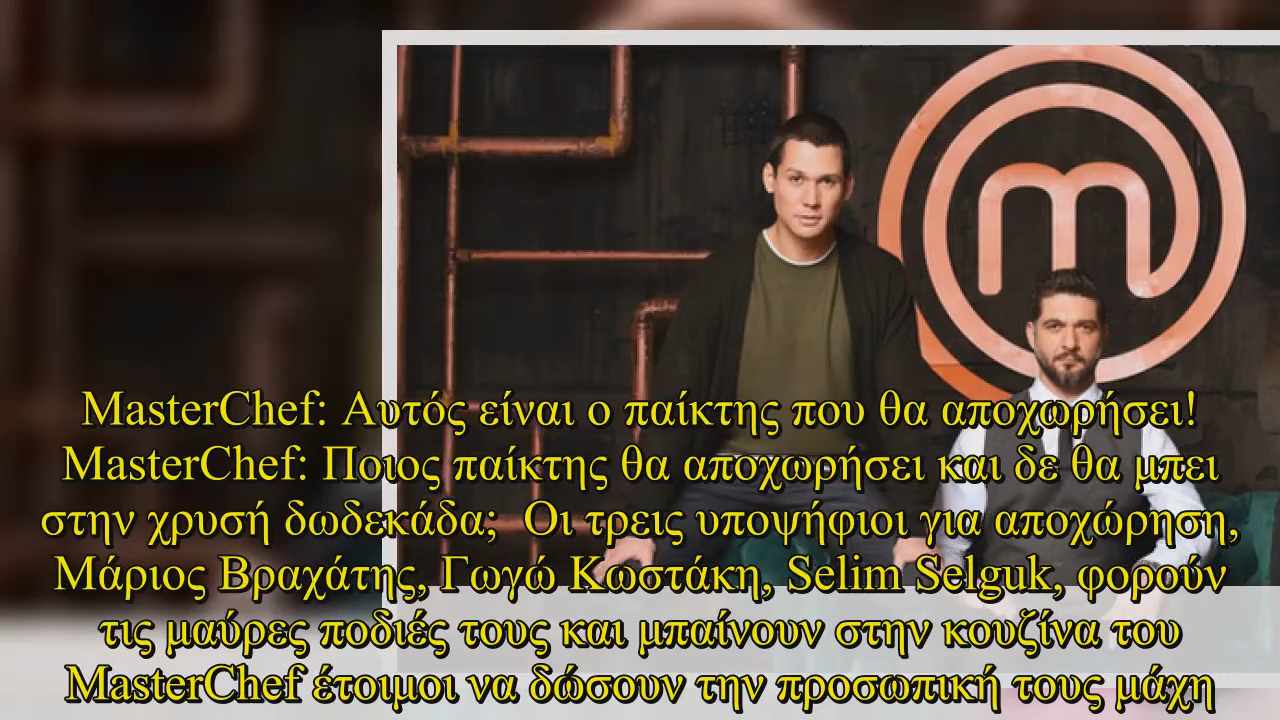 m
MasterChef: Αυτός είναι ο παίκτης που θα αποχωρήσει!
MasterChef: Ποιος παίκτης θα αποχωρήσει και δε θα μπει
στην χρυσή δωδεκάδα;  Οι τρεις υποψήφιοι για αποχώρηση,
Μάριος Βραχάτης, Γωγώ Κωστάκη, Selim Selguk, φορούν
τις μαύρες ποδιές τους και μπαίνουν στην κουζίνα του
MasterChef έτοιμοι να δώσουν την προσωπική τους μάχη